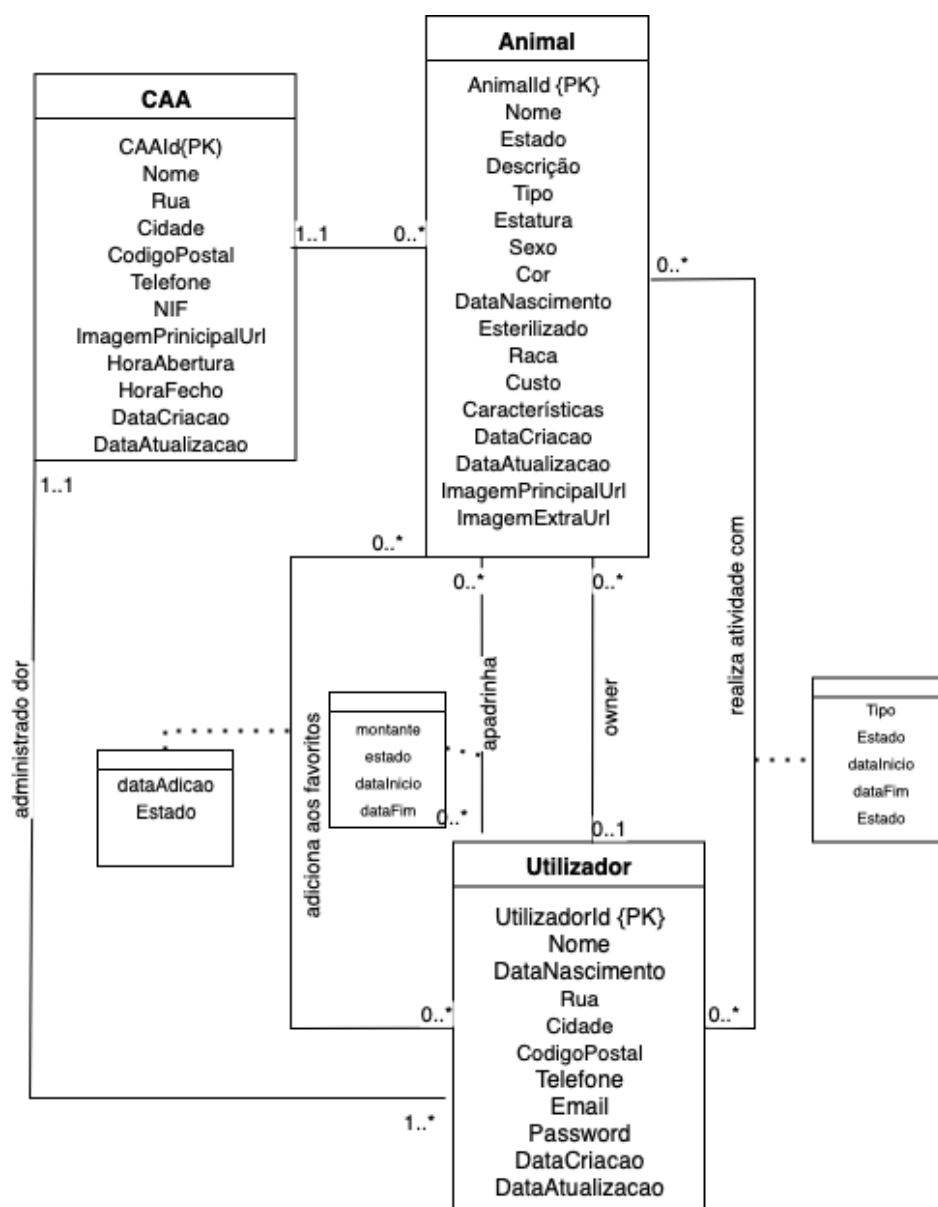 Animal
AnimalId {PK}
Nome
Estado
Descrição
Tipo
Estatura
Sexo
Cor
DataNascimento
Esterilizado
Raca
Custo
Características
DataCriacao
DataAtualizacao
ImagemPrincipalUrl
ImagemExtraUrl
CAA
CAAId(PK)
Nome
Rua
Cidade
CodigoPostal
Telefone
NIF
ImagemPrinicipalUrl
HoraAbertura
HoraFecho
DataCriacao
DataAtualizacao
1..1
0..*
0..*
1..1
0..*
0..*
0..*
administrado dor
adiciona aos favoritos
apadrinha
owner
realiza atividade com
dataAdicao
Estado
montante
estado
dataInicio
dataFim
Tipo
Estado
dataInicio
dataFim
Estado
0..*
0..1
Utilizador
UtilizadorId {PK}
Nome
DataNascimento
Rua
Cidade
CodigoPostal
Telefone
Email
Password
DataCriacao
DataAtualizacao
0..*
0..*
1..*